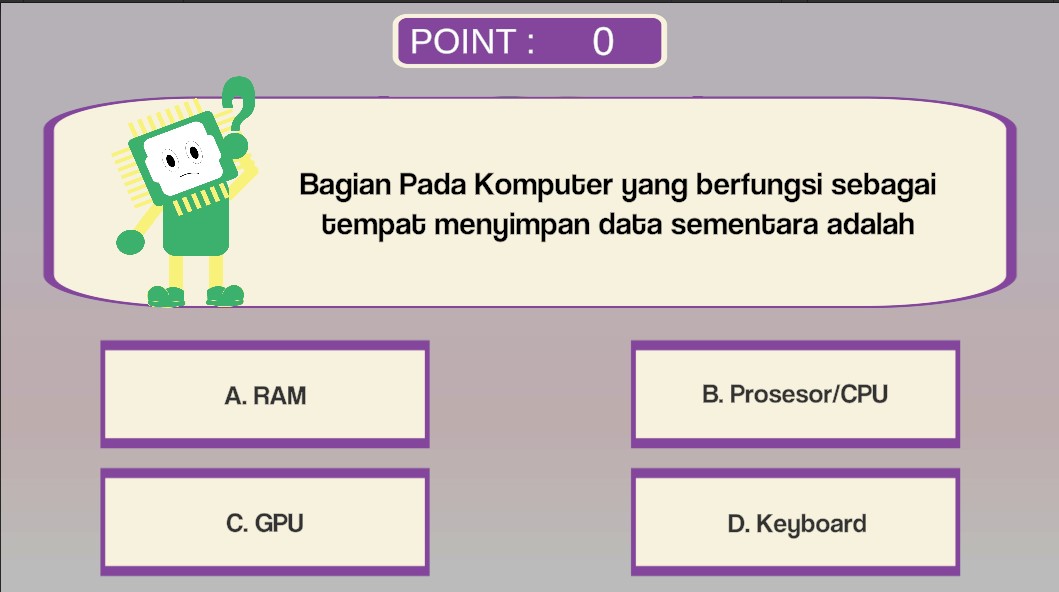 POINT : 0
Bagian Pada Komputer yang berfungsi sebagai
tempat menyimpan data sementara adalah
A. RAM
B. Prosesor/CPU
C. GPU
D. Keyboard